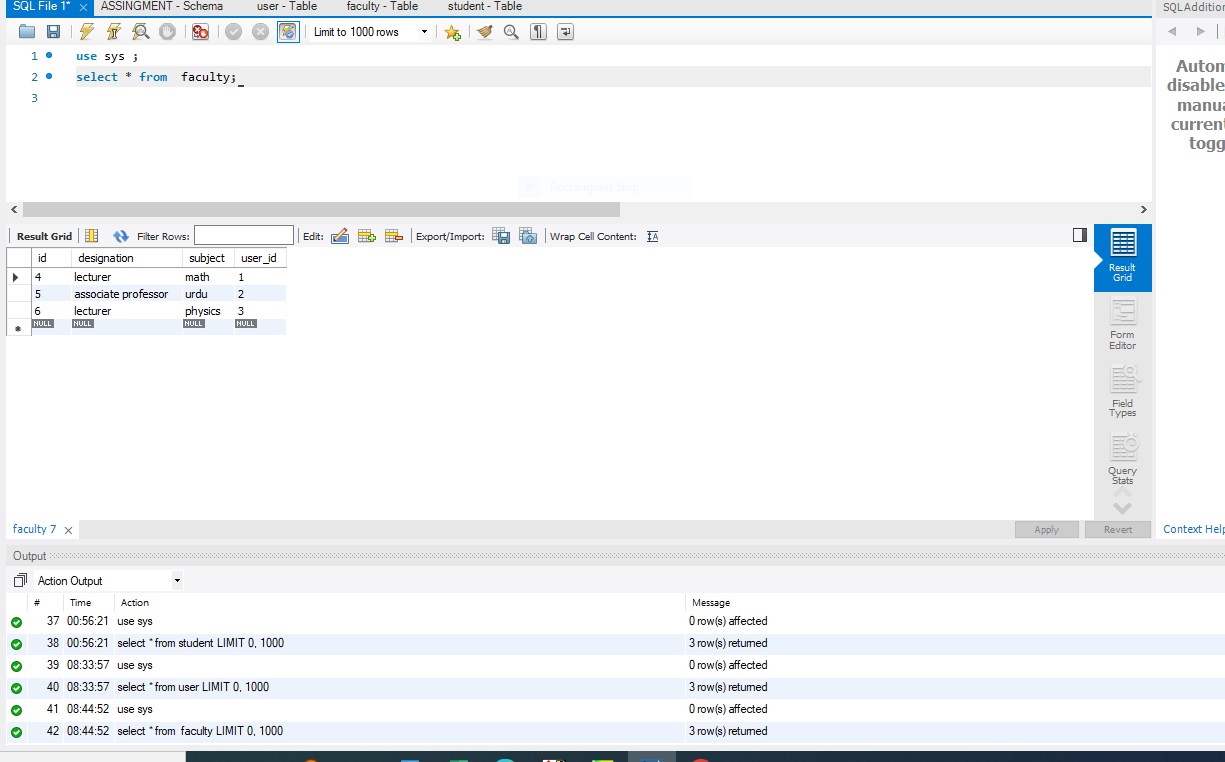 SQL File 1* × ASSINGMENT - Schema user - Table faculty - Table student - Table SQLAddition
Limit to 1000 rows
1 use sys ;
2 select * from faculty;
3
Autom
disable
manua
current
togg
Rectangular Snip
Result Grid Filter Rows: Edit: Export/Import: Wrap Cell Content:
id designation subject user_id
4 lecturer math 1
5 associate professor urdu 2
6 lecturer physics 3
NULL NULL NULL NULL
Result
Grid
Form
Editor
Field
Types
Query
Stats
faculty 7 × Apply Revert Context Help
Output
Action Output
# Time Action Message
37 00:56:21 use sys 0 row(s) affected
38 00:56:21 select * from student LIMIT 0, 1000 3 row(s) returned
39 08:33:57 use sys 0 row(s) affected
40 08:33:57 select * from user LIMIT 0, 1000 3 row(s) returned
41 08:44:52 use sys 0 row(s) affected
42 08:44:52 select * from faculty LIMIT 0, 1000 3 row(s) returned